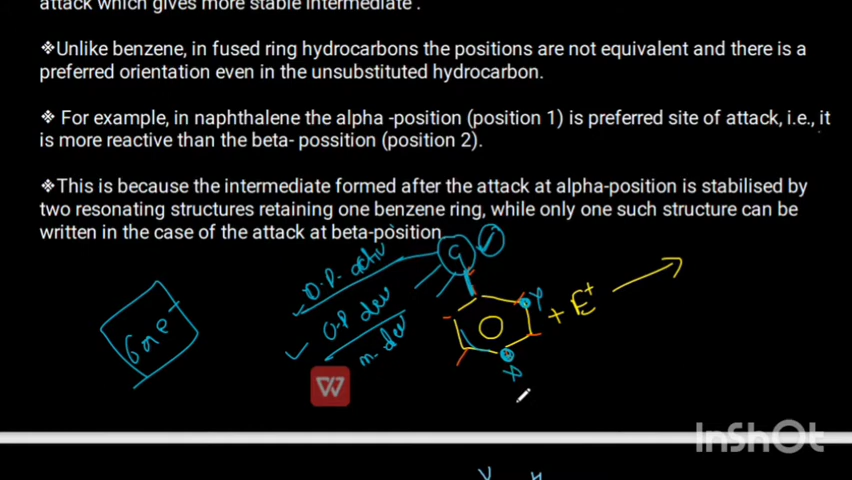 attack which gives more stable intermediate .
❖Unlike benzene, in fused ring hydrocarbons the positions are not equivalent and there is a
preferred orientation even in the unsubstituted hydrocarbon.
❖ For example, in naphthalene the alpha -position (position 1) is preferred site of attack, i.e., it
is more reactive than the beta- possition (position 2).
❖This is because the intermediate formed after the attack at alpha-position is stabilised by
two resonating structures retaining one benzene ring, while only one such structure can be
written in the case of the attack at beta-position.
G
O.P. activ
O.P dev
m. dev
Y
+ E+
X
W
InShOt